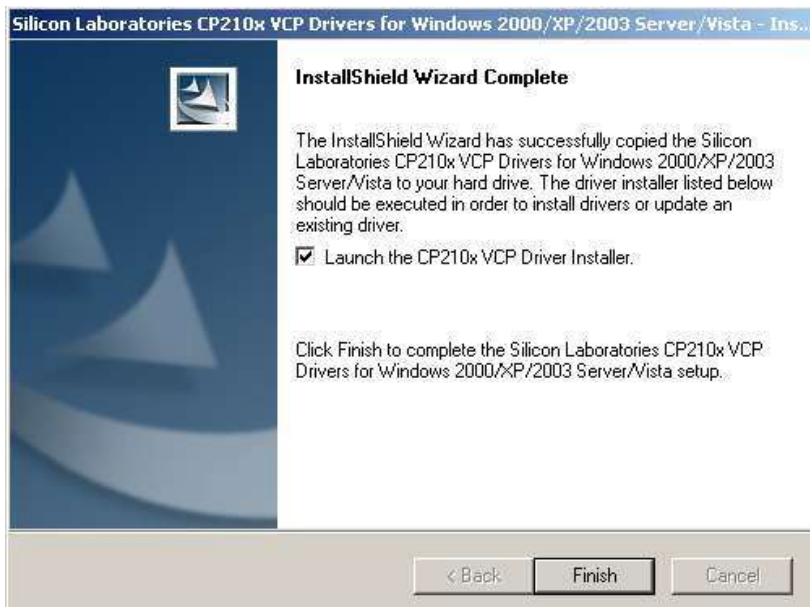 Silicon Laboratories CP210x VCP Drivers for Windows 2000/XP/2003 Server/Vista - Ins...
InstallShield Wizard Complete
The InstallShield Wizard has successfully copied the Silicon
Laboratories CP210x VCP Drivers for Windows 2000/XP/2003
Server/Vista to your hard drive. The driver installer listed below
should be executed in order to install drivers or update an
existing driver.
Launch the CP210x VCP Driver Installer.
Click Finish to complete the Silicon Laboratories CP210x VCP
Drivers for Windows 2000/XP/2003 Server/Vista setup.
< Back Finish Cancel